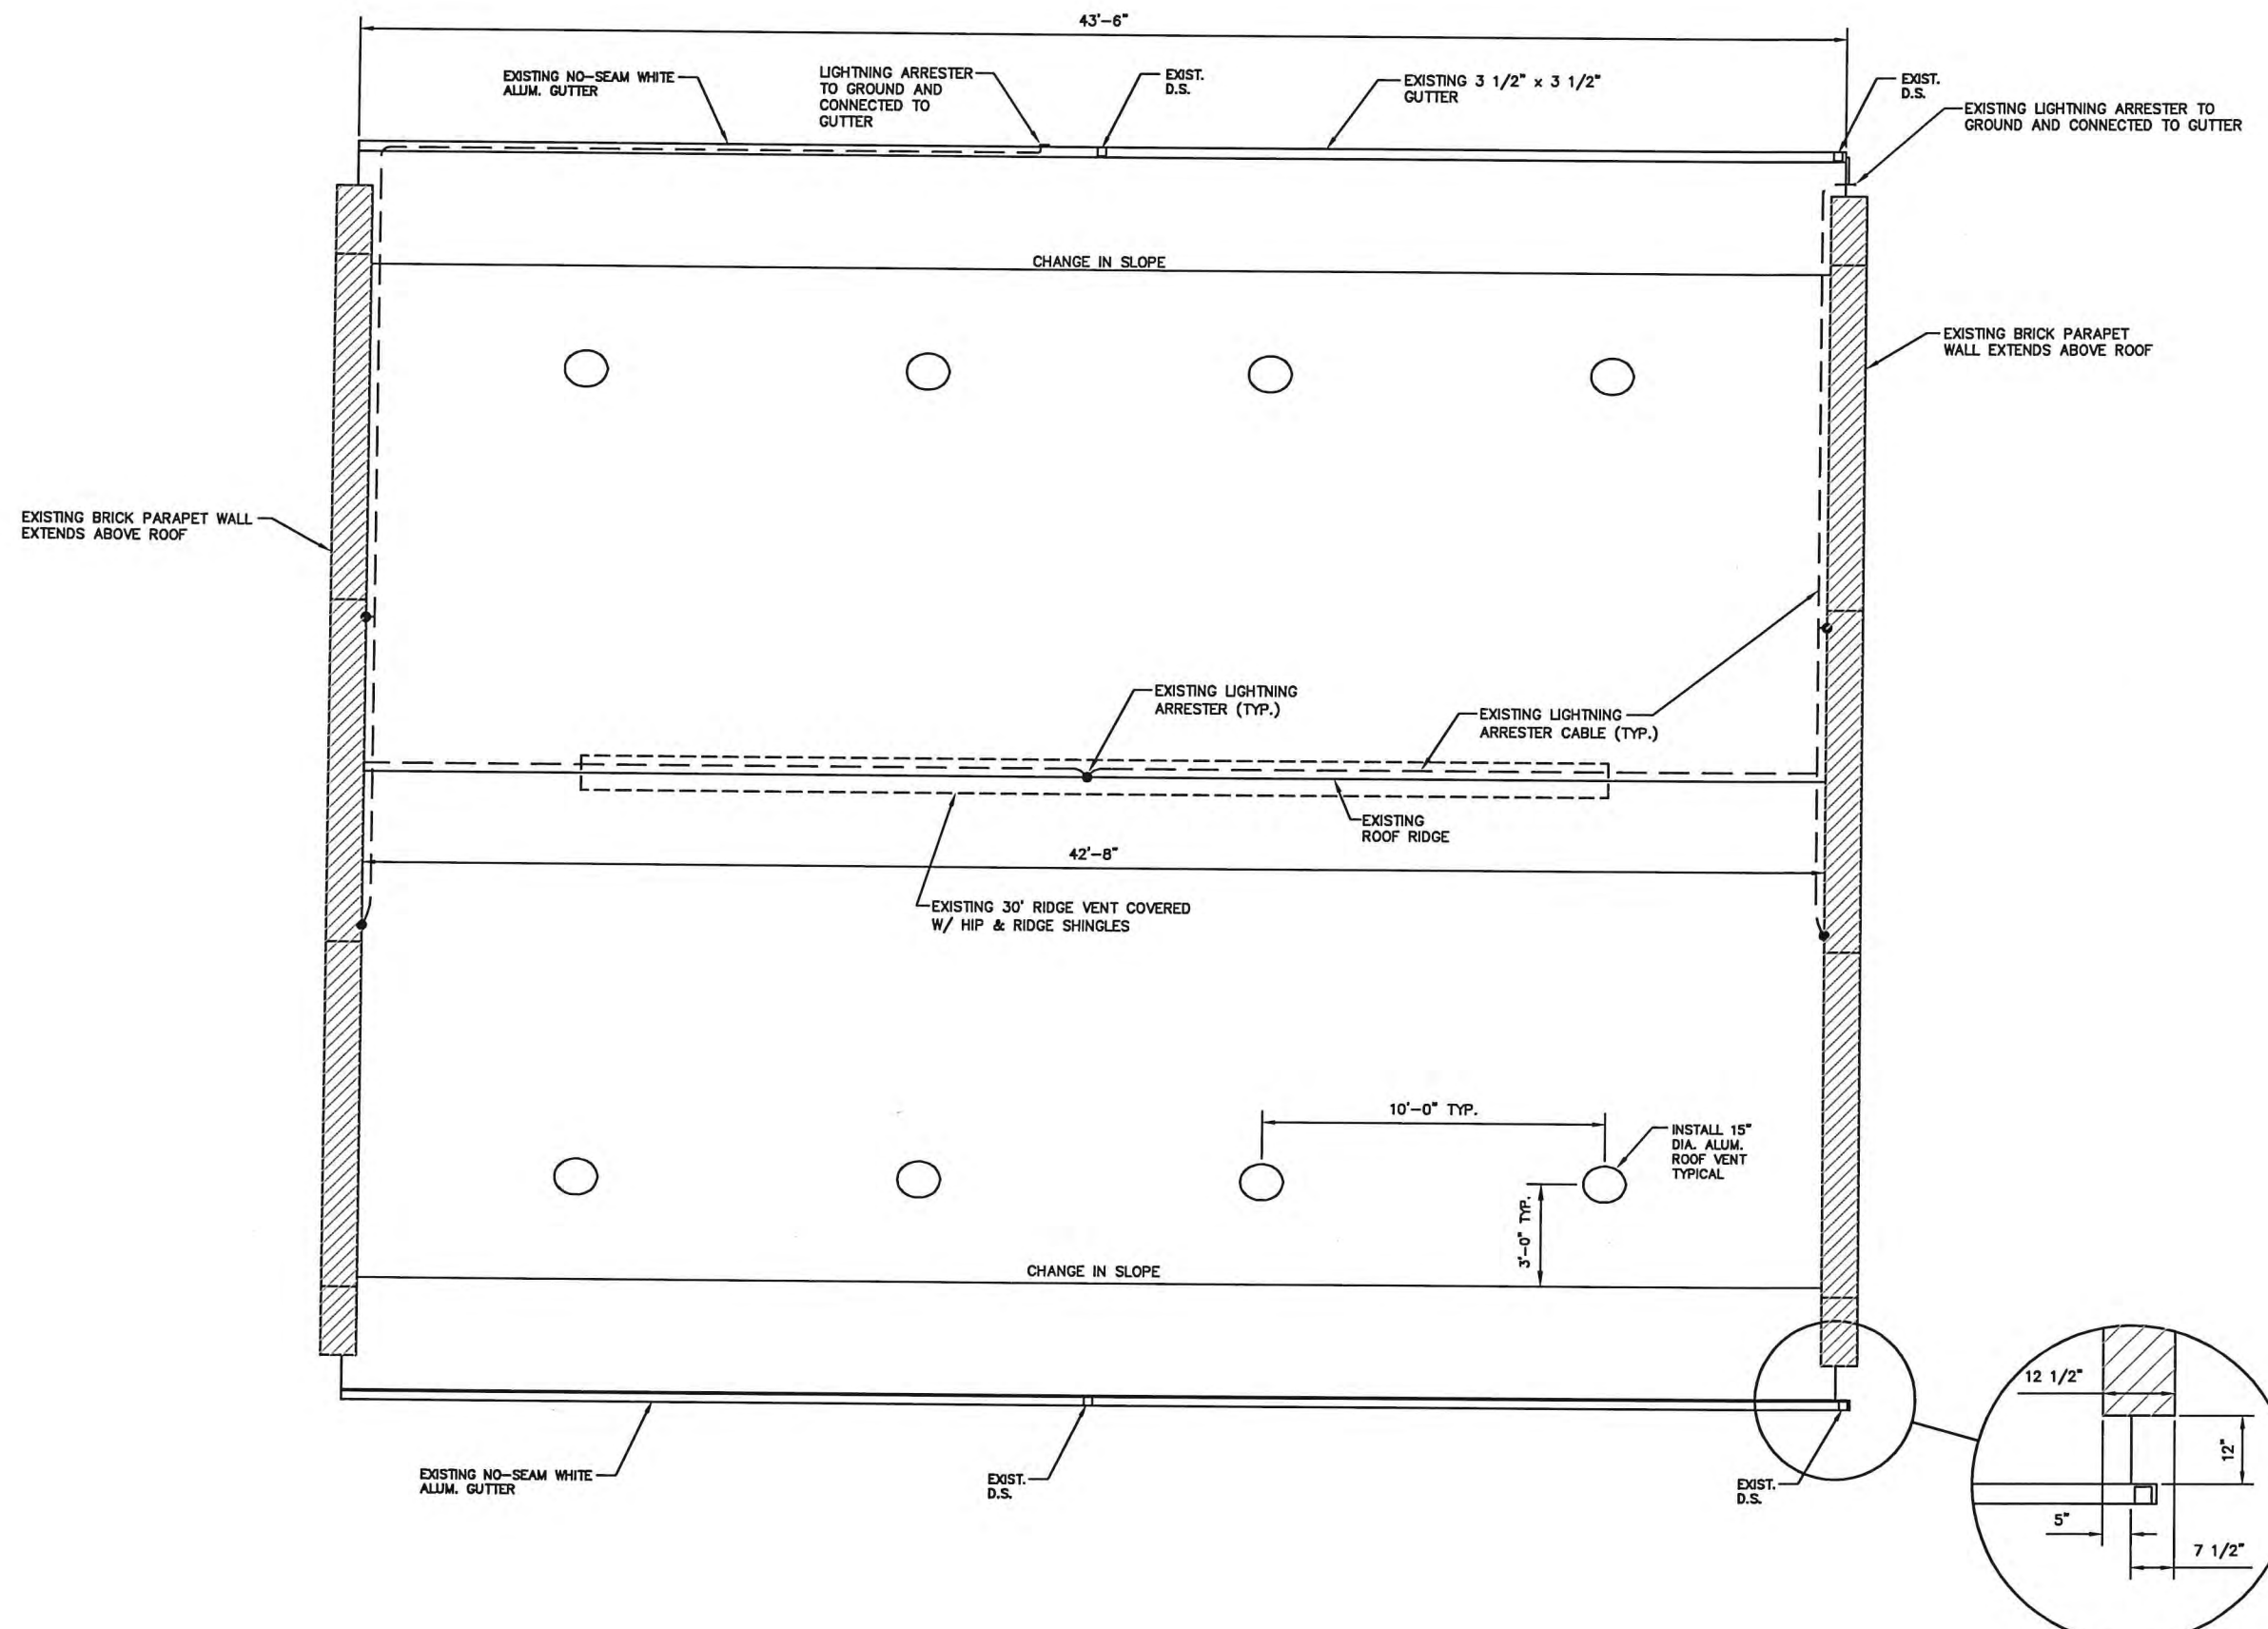 43'-6"
EXISTING NO-SEAM WHITE
ALUM. GUTTER
LIGHTNING ARRESTER
TO GROUND AND
CONNECTED TO
GUTTER
EXIST.
D.S.
EXISTING 3 1/2" x 3 1/2"
GUTTER
EXIST.
D.S.
EXISTING LIGHTNING ARRESTER TO
GROUND AND CONNECTED TO GUTTER
CHANGE IN SLOPE
EXISTING BRICK PARAPET
WALL EXTENDS ABOVE ROOF
EXISTING BRICK PARAPET WALL
EXTENDS ABOVE ROOF
EXISTING LIGHTNING
ARRESTER (TYP.)
EXISTING LIGHTNING
ARRESTER CABLE (TYP.)
EXISTING
ROOF RIDGE
42'-8"
EXISTING 30' RIDGE VENT COVERED
W/ HIP & RIDGE SHINGLES
10'-0" TYP.
INSTALL 15"
DIA. ALUM.
ROOF VENT
TYPICAL
3'-0" TYP.
CHANGE IN SLOPE
EXISTING NO-SEAM WHITE
ALUM. GUTTER
EXIST.
D.S.
EXIST.
D.S.
12 1/2"
12"
5"
7 1/2"